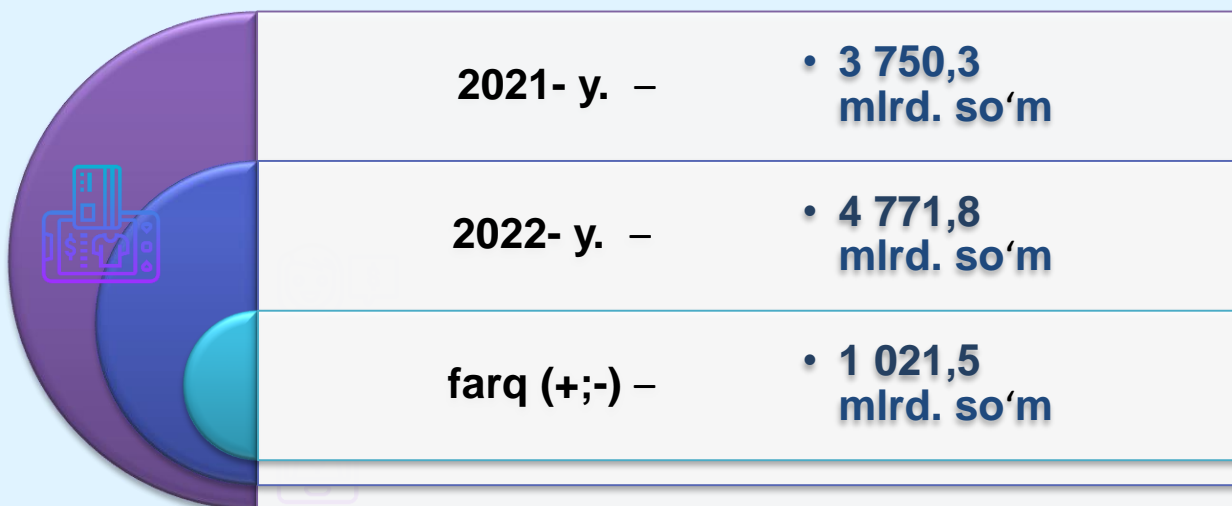 2021- y. –
• 3 750,3
mlrd. so‘m
2022- y. –
• 4 771,8
mlrd. so‘m
farq (+;-) –
• 1 021,5
mlrd. so‘m